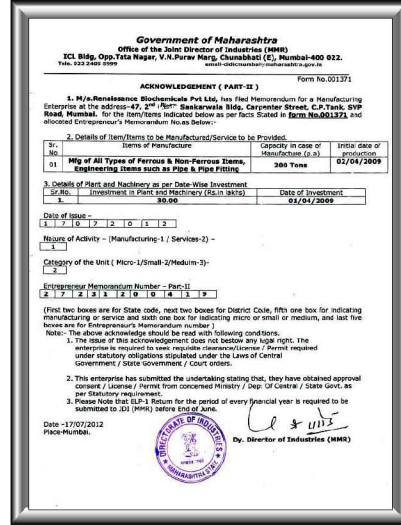 Government of Maharashtra
Office of the Joint Director of Industries (MMR)
ICL Bldg, Opp.Tata Nagar, V.N.Purav Marg, Chunabhati (E), Mumbai-400 022.
Tele. 022 2405 5999 email-didicmumbai@maharashtra.gov.in
Form No.001371
ACKNOWLEDGEMENT ( PART-II )
1. M/s.Renaissance Biochemicals Pvt Ltd, has filed Memorandum for a Manufacturing
Enterprise at the address-47, 2nd Floor Sankarwala Bldg, Carpenter Street, C.P.Tank, SVP
Road, Mumbai. for the item/items indicated below as per facts Stated in form No.001371 and
allocated Entrepreneur's Memorandum No.as Below:-
2. Details of Item/Items to be Manufactured/Service to be Provided.
Sr. No Items of Manufacture Capacity in case of Manufacture (p.a) Initial date of production
01 Mfg of All Types of Ferrous & Non-Ferrous Items, Engineering Items such as Pipe & Pipe Fitting 200 Tons 02/04/2009
3. Details of Plant and Machinery as per Date-Wise Investment
Sr.No. Investment in Plant and Machinery (Rs.in lakhs) Date of Investment
1. 30.00 01/04/2009
Date of Issue –
1 7 0 7 2 0 1 2
Nature of Activity – (Manufacturing-1 / Services-2) –
1
Category of the Unit ( Micro-1/Small-2/Meduim-3)-
2
Entrepreneur Memorandum Number – Part-II
2 7 2 3 1 2 0 0 4 1 9
(First two boxes are for State code, next two boxes for District Code, fifth one box for indicating
manufacturing or service and sixth one box for indicating micro or small or medium, and last five
boxes are for Entrepreneur's Memorandum number )
Note:- The above acknowledge should be read with following conditions.
1. The issue of this acknowledgement does not bestow any legal right. The
enterprise is required to seek requisite clearance/License / Permit required
under statutory obligations stipulated under the Laws of Central
Government / State Government / Court orders.
2. This enterprise has submitted the undertaking stating that, they have obtained approval
consent / License / Permit from concerned Ministry / Dep: Of Central / State Govt. as
per Statutory requirement.
3. Please Note that ELP-1 Return for the period of every financial year is required to be
submitted to JDI (MMR) before End of June.
Date –17/07/2012
Place-Mumbai.
DIRECTORATE OF INDUSTRIES
MAHARASHTRA STATE
Dy. Director of Industries (MMR)